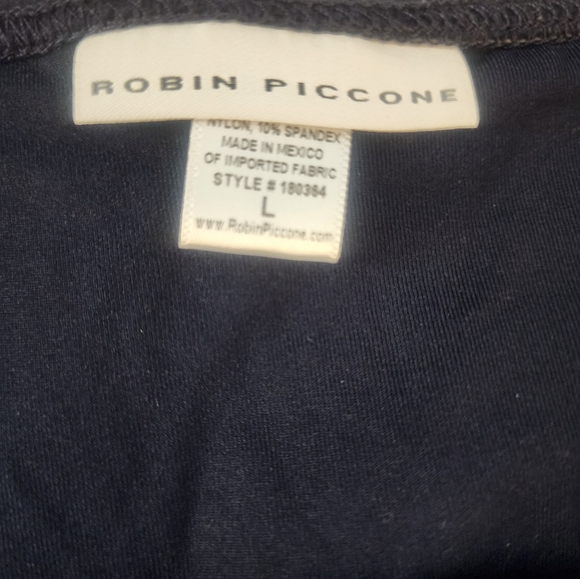 ROBIN PICCONE
NYLON, 10% SPANDEX
MADE IN MEXICO
OF IMPORTED FABRIC
STYLE # 180364
L
www.RobinPiccone.com